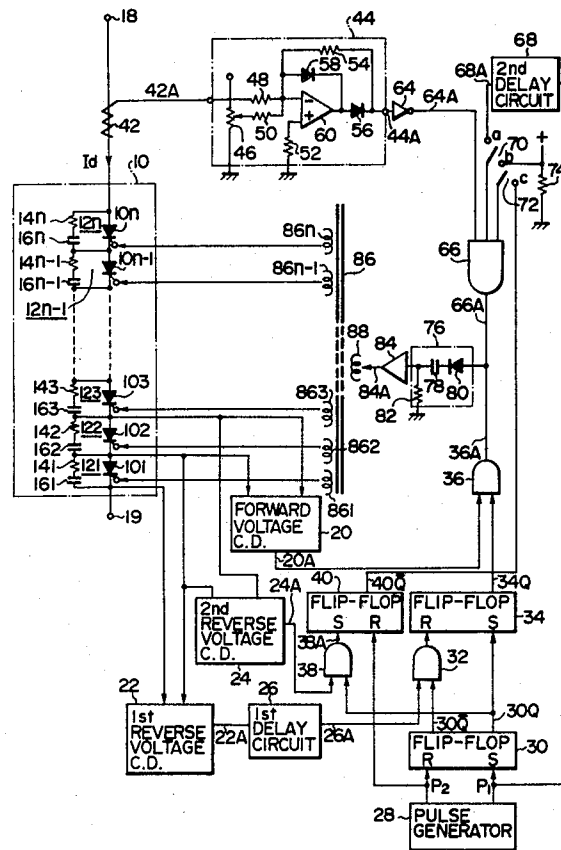 18
44
68
68A
2nd
DELAY
CIRCUIT
42A
48
58
54
64
64A
42
50
60
56
44A
46
52
a
70
b
+
74
c
72
Id
10
14n
12n
10n
16n
14n-1
10n-1
16n-1
12n-1
86n
86n-1
86
66
66A
88
84
76
84A
78
80
82
143
123
103
163
142
122
102
162
141
121
101
161
863
862
861
36A
36
19
FORWARD
VOLTAGE
C.D.
20
20A
40
40Q̅
34Q
FLIP-FLOP
S R
FLIP-FLOP
R S
34
24A
2nd
REVERSE
VOLTAGE
C.D.
24
38A
38
32
22
26
1st
REVERSE
VOLTAGE
C.D.
22A
1st
DELAY
CIRCUIT
26A
30Q̅
30Q
FLIP-FLOP
R S
30
P2
P1
28
PULSE
GENERATOR